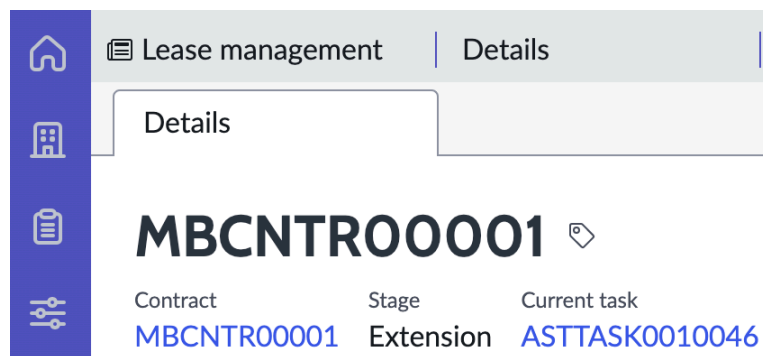 Lease management Details
Details
MBCNTR00001
Contract Stage Current task
MBCNTR00001 Extension ASTTASK0010046